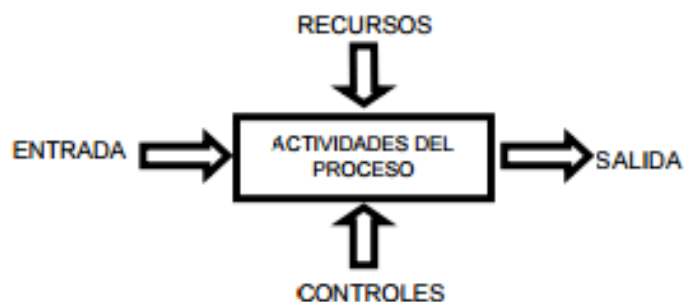 RECURSOS
ENTRADA
ACTIVIDADES DEL
PROCESO
SALIDA
CONTROLES